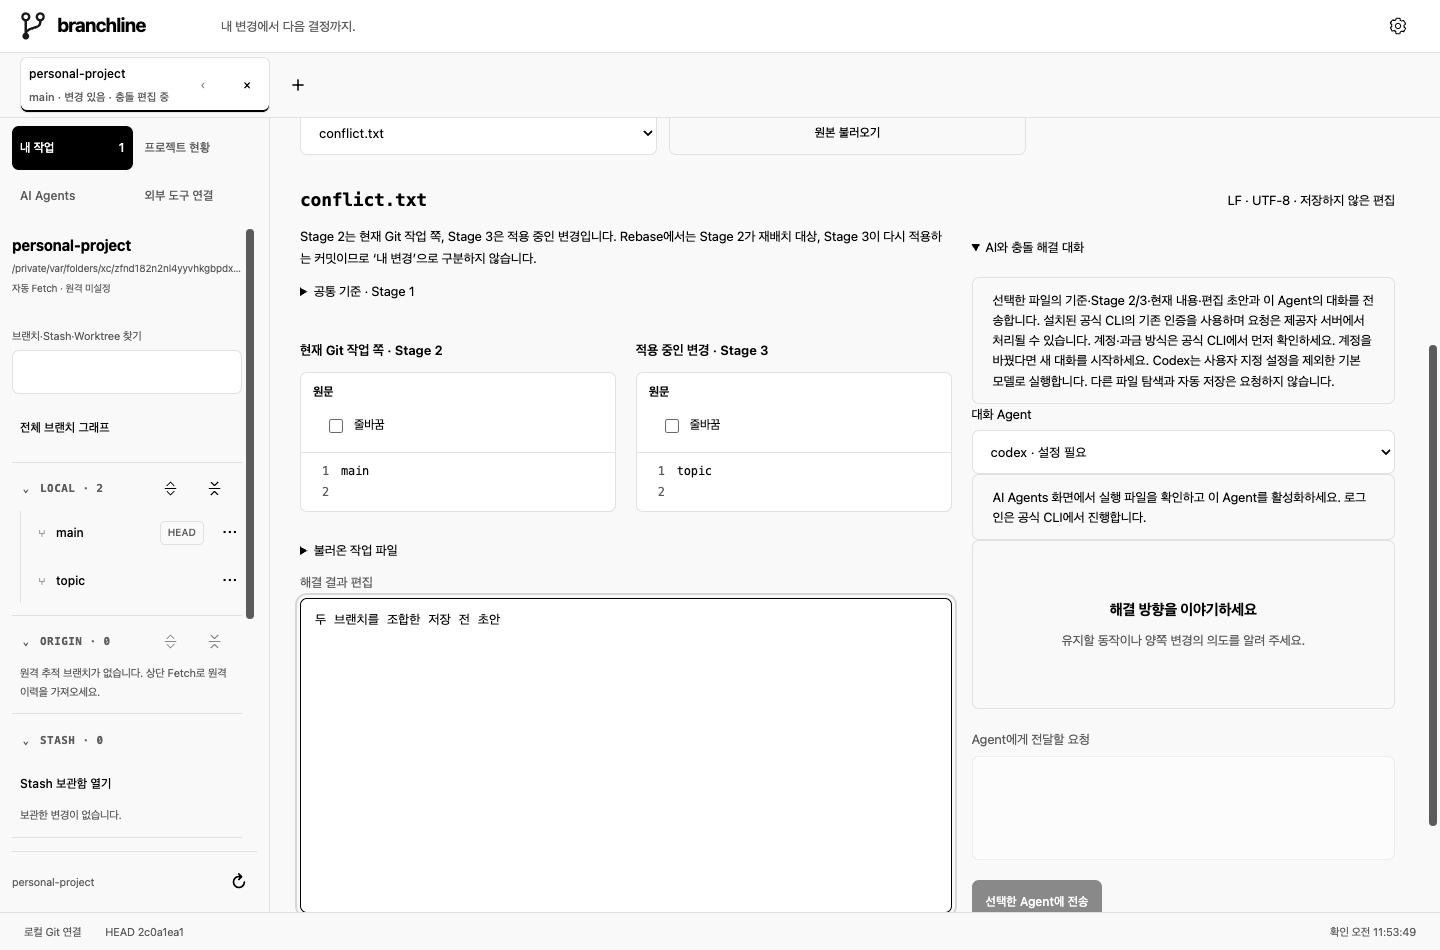 branchline
내 변경에서 다음 결정까지.
personal-project
main · 변경 있음 · 충돌 편집 중
내 작업 1
프로젝트 현황
AI Agents
외부 도구 연결
personal-project
/private/var/folders/xc/zfnd182n2nl4yyvhkgbpdx...
자동 Fetch · 원격 미설정
브랜치·Stash·Worktree 찾기
전체 브랜치 그래프
LOCAL · 2
main HEAD
topic
ORIGIN · 0
원격 추적 브랜치가 없습니다. 상단 Fetch로 원격
이력을 가져오세요.
STASH · 0
Stash 보관함 열기
보관한 변경이 없습니다.
personal-project
conflict.txt
원본 불러오기
conflict.txt
LF · UTF-8 · 저장하지 않은 편집
Stage 2는 현재 Git 작업 쪽, Stage 3은 적용 중인 변경입니다. Rebase에서는 Stage 2가 재배치 대상, Stage 3이 다시 적용하
는 커밋이므로 ‘내 변경’으로 구분하지 않습니다.
공통 기준 · Stage 1
현재 Git 작업 쪽 · Stage 2
원문
줄바꿈
1 main
2
적용 중인 변경 · Stage 3
원문
줄바꿈
1 topic
2
불러온 작업 파일
해결 결과 편집
두 브랜치를 조합한 저장 전 초안
AI와 충돌 해결 대화
선택한 파일의 기준·Stage 2/3·현재 내용·편집 초안과 이 Agent의 대화를 전
송합니다. 설치된 공식 CLI의 기존 인증을 사용하며 요청은 제공자 서버에서
처리될 수 있습니다. 계정·과금 방식은 공식 CLI에서 먼저 확인하세요. 계정을
바꿨다면 새 대화를 시작하세요. Codex는 사용자 지정 설정을 제외한 기본
모델로 실행합니다. 다른 파일 탐색과 자동 저장은 요청하지 않습니다.
대화 Agent
codex · 설정 필요
AI Agents 화면에서 실행 파일을 확인하고 이 Agent를 활성화하세요. 로그
인은 공식 CLI에서 진행합니다.
해결 방향을 이야기하세요
유지할 동작이나 양쪽 변경의 의도를 알려 주세요.
Agent에게 전달할 요청
선택한 Agent에 전송
로컬 Git 연결
HEAD 2c0a1ea1
확인 오전 11:53:49